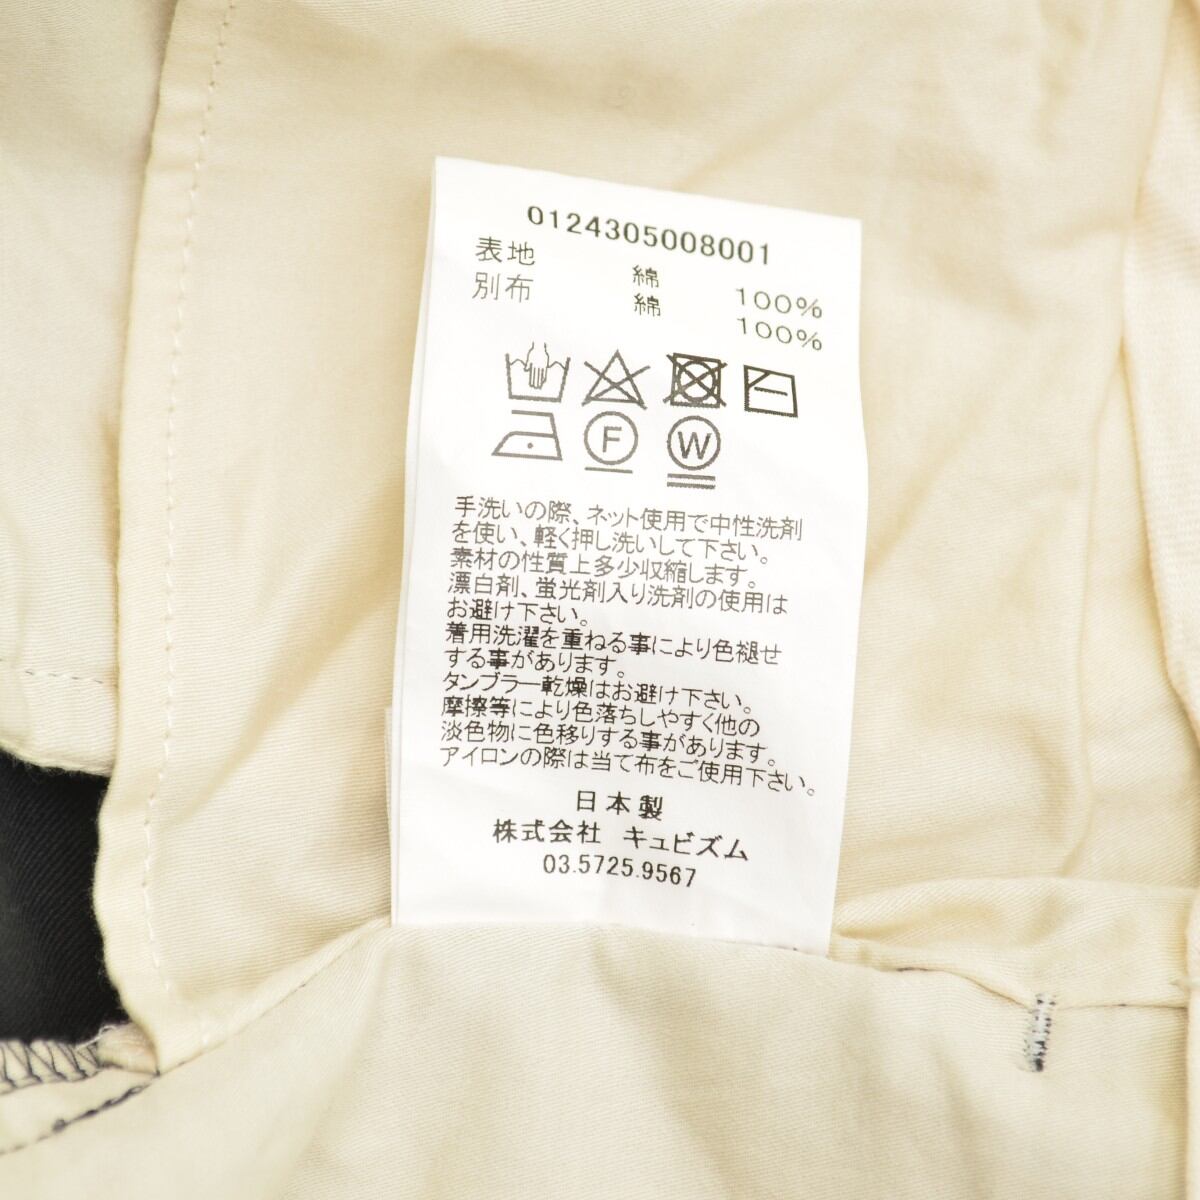 0124305008001
表地 綿 100%
別布 綿 100%
F W
手洗いの際、ネット使用で中性洗剤
を使い、軽く押し洗いして下さい。
素材の性質上多少収縮します。
漂白剤、蛍光剤入り洗剤の使用は
お避け下さい。
着用洗濯を重ねる事により色褪せ
する事があります。
タンブラー乾燥はお避け下さい。
摩擦等により色落ちしやすく他の
淡色物に色移りする事があります。
アイロンの際は当て布をご使用下さい。
日本製
株式会社 キュビズム
03.5725.9567